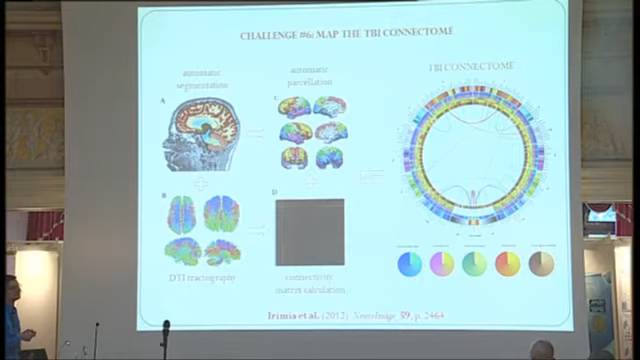 CHALLENGE #6: MAP THE TBI CONNECTOME
automatic
segmentation
automatic
parcellation
TBI CONNECTOME
A
C
B
D
DTI tractography
connectivity
matrix calculation
Irimia et al. (2012) NeuroImage 59, p. 2464